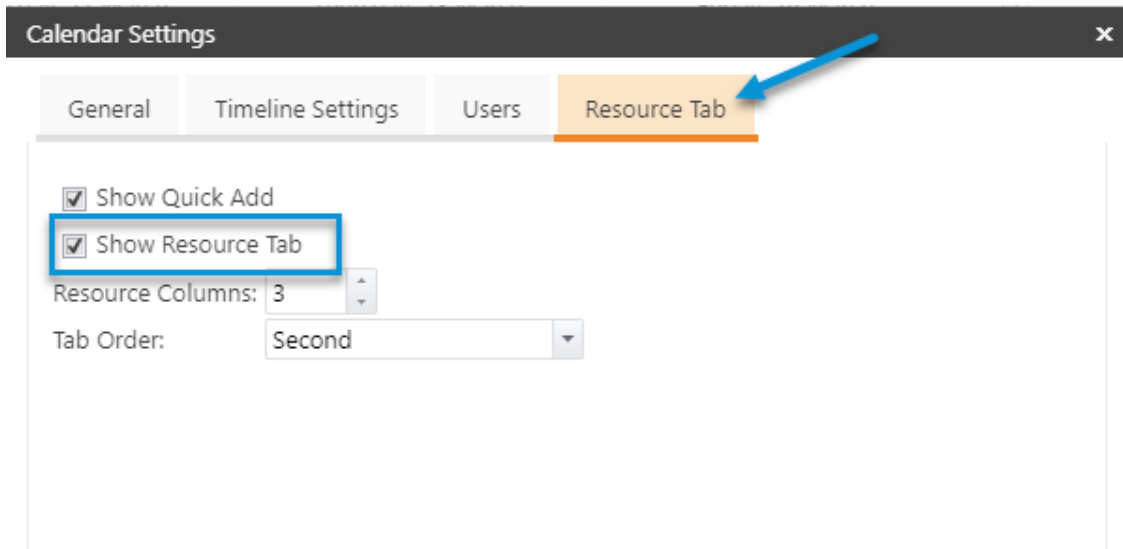 Calendar Settings x
General Timeline Settings Users Resource Tab
Show Quick Add
Show Resource Tab
Resource Columns: 3
Tab Order: Second